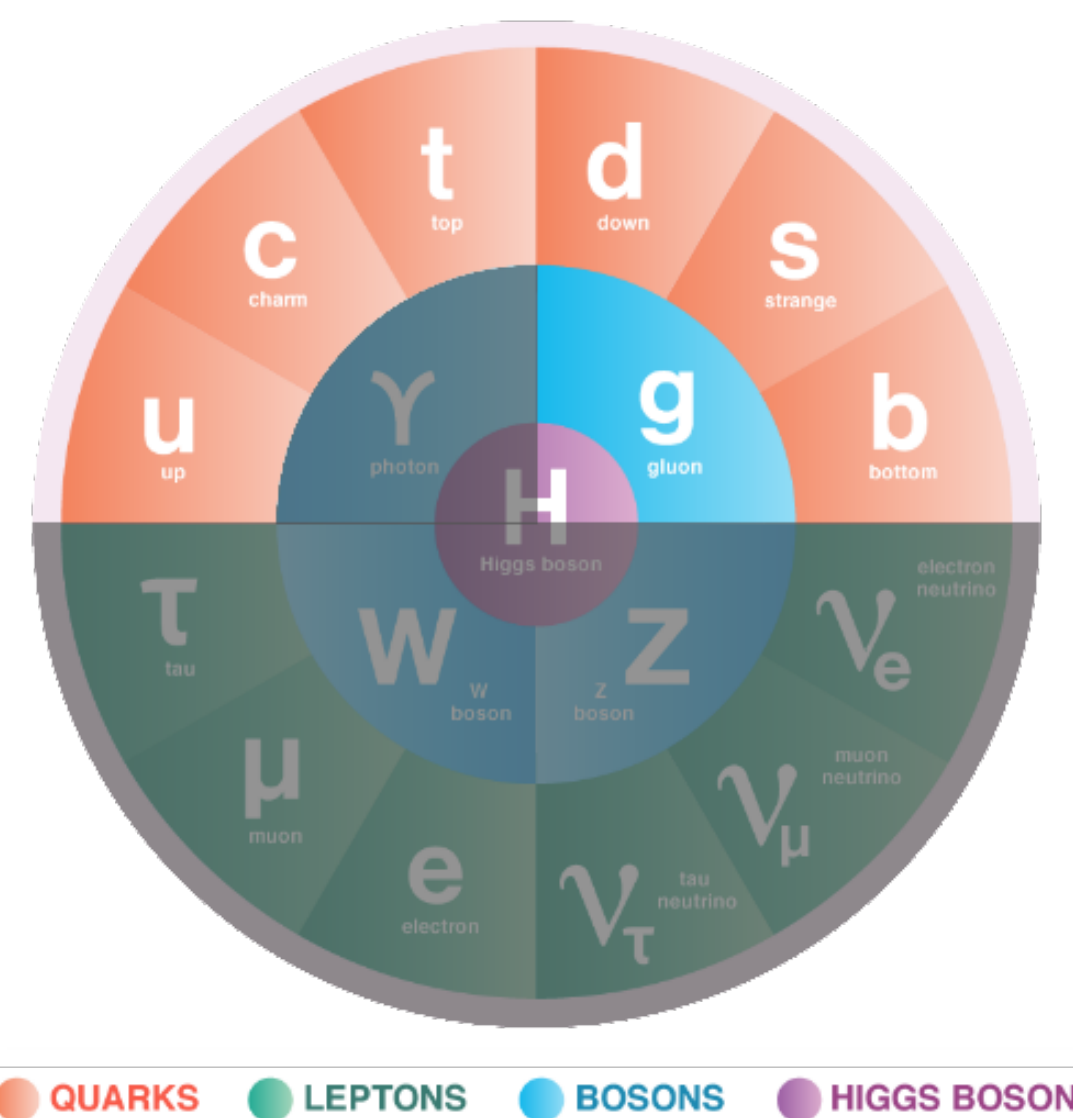 t
top
d
down
c
charm
s
strange
u
up
γ
photon
g
gluon
b
bottom
H
Higgs boson
τ
tau
W
W
boson
Z
Z
boson
electron
neutrino
νe
μ
muon
muon
neutrino
νμ
e
electron
tau
neutrino
ντ
QUARKS
LEPTONS
BOSONS
HIGGS BOSON